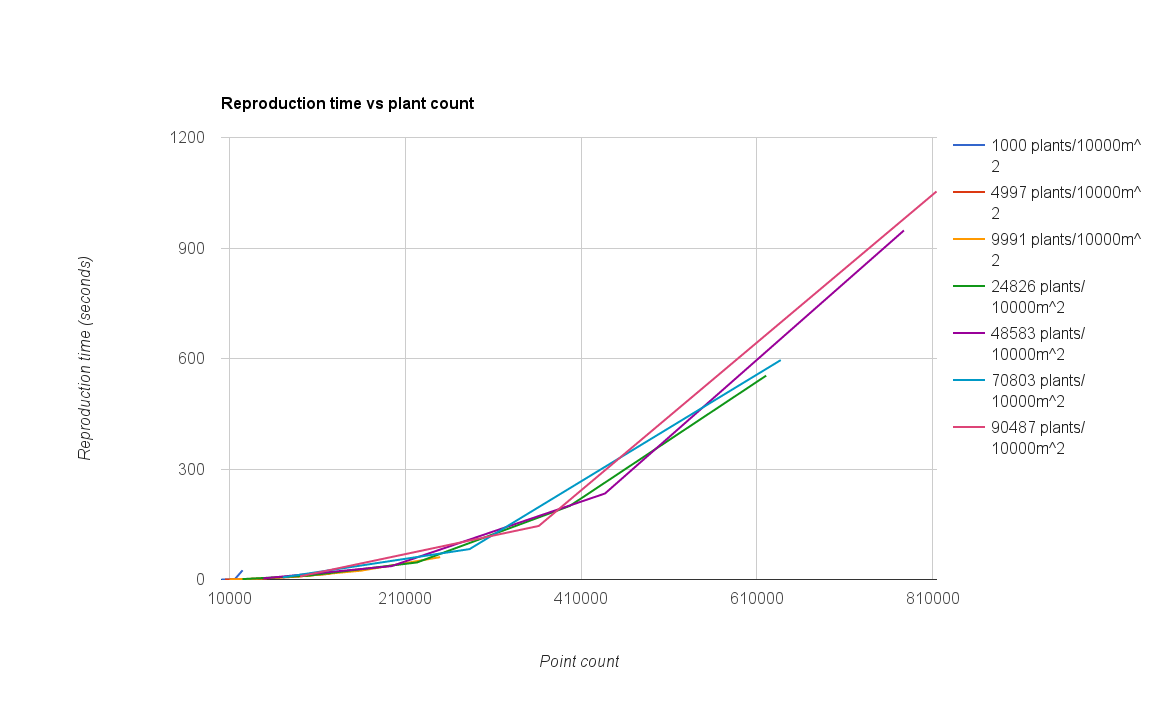 Reproduction time vs plant count
1200
900
600
300
0
Reproduction time (seconds)
10000
210000
410000
610000
810000
Point count
1000 plants/10000m^
2
4997 plants/10000m^
2
9991 plants/10000m^
2
24826 plants/
10000m^2
48583 plants/
10000m^2
70803 plants/
10000m^2
90487 plants/
10000m^2